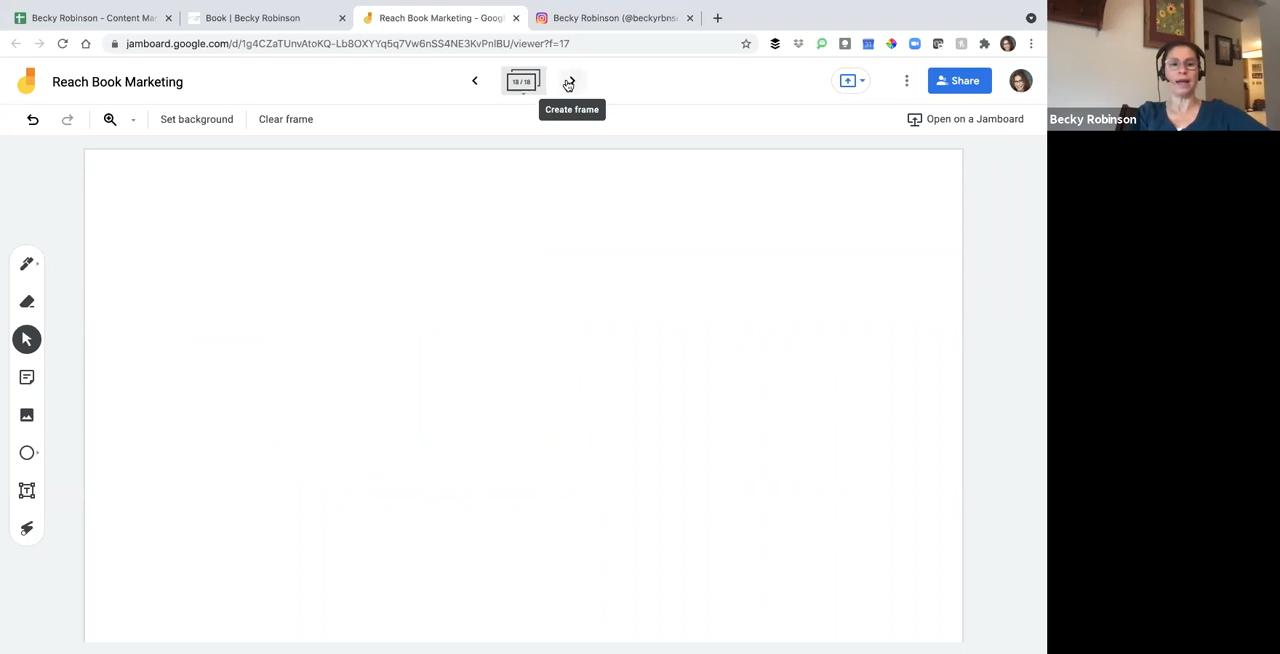 Becky Robinson - Content Mar
Book | Becky Robinson
Reach Book Marketing - Goog
Becky Robinson (@beckyrbns
jamboard.google.com/d/1g4CZaTUnvAtoKQ-Lb8OXYYq5q7Vw6nSS4NE3KvPnlBU/viewer?f=17
Reach Book Marketing
18 / 18
Share
Create frame
Set background
Clear frame
Open on a Jamboard
Becky Robinson